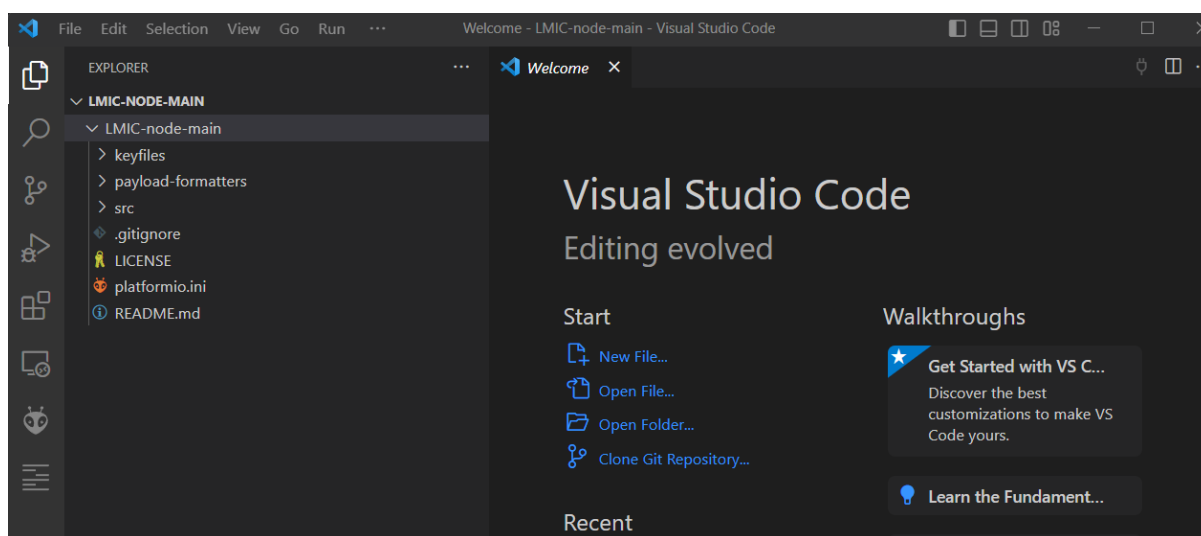 File Edit Selection View Go Run ··· Welcome - LMIC-node-main - Visual Studio Code
EXPLORER ···
Welcome
LMIC-NODE-MAIN
LMIC-node-main
keyfiles
payload-formatters
src
.gitignore
LICENSE
platformio.ini
README.md
Visual Studio Code
Editing evolved
Start
New File...
Open File...
Open Folder...
Clone Git Repository...
Recent
Walkthroughs
Get Started with VS C...
Discover the best
customizations to make VS
Code yours.
Learn the Fundament...